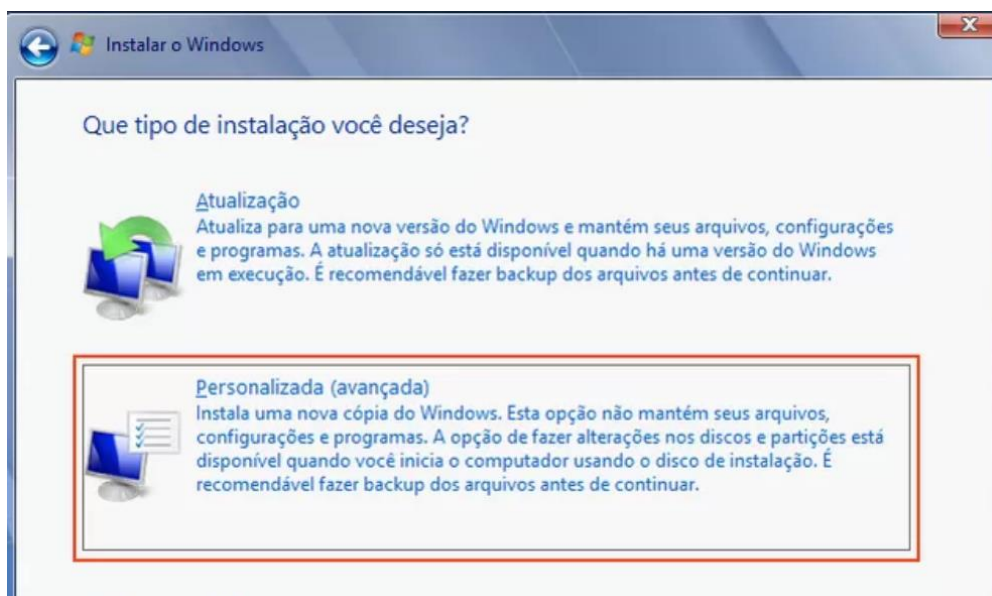 Instalar o Windows
Que tipo de instalação você deseja?
Atualização
Atualiza para uma nova versão do Windows e mantém seus arquivos, configurações
e programas. A atualização só está disponível quando há uma versão do Windows
em execução. É recomendável fazer backup dos arquivos antes de continuar.
Personalizada (avançada)
Instala uma nova cópia do Windows. Esta opção não mantém seus arquivos,
configurações e programas. A opção de fazer alterações nos discos e partições está
disponível quando você inicia o computador usando o disco de instalação. É
recomendável fazer backup dos arquivos antes de continuar.